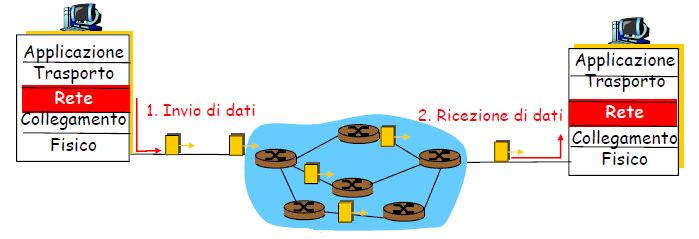 Applicazione
Trasporto
Rete
Collegamento
Fisico
1. Invio di dati
2. Ricezione di dati
Applicazione
Trasporto
Rete
Collegamento
Fisico